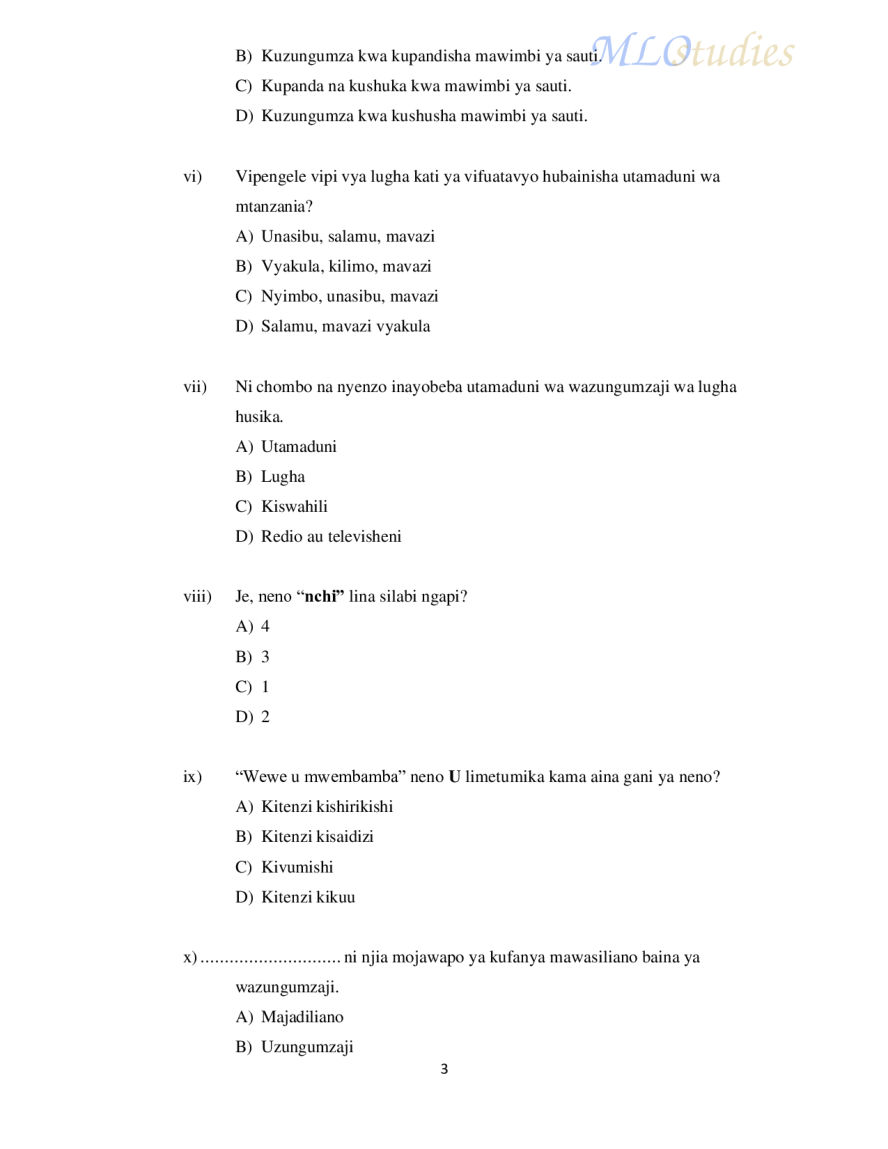 MLOstudies
B) Kuzungumza kwa kupandisha mawimbi ya sauti.
C) Kupanda na kushuka kwa mawimbi ya sauti.
D) Kuzungumza kwa kushusha mawimbi ya sauti.
vi) Vipengele vipi vya lugha kati ya vifuatavyo hubainisha utamaduni wa
mtanzania?
A) Unasibu, salamu, mavazi
B) Vyakula, kilimo, mavazi
C) Nyimbo, unasibu, mavazi
D) Salamu, mavazi vyakula
vii) Ni chombo na nyenzo inayobeba utamaduni wa wazungumzaji wa lugha
husika.
A) Utamaduni
B) Lugha
C) Kiswahili
D) Redio au televisheni
viii) Je, neno “nchi” lina silabi ngapi?
A) 4
B) 3
C) 1
D) 2
ix) “Wewe u mwembamba” neno U limetumika kama aina gani ya neno?
A) Kitenzi kishirikishi
B) Kitenzi kisaidizi
C) Kivumishi
D) Kitenzi kikuu
x) ............................. ni njia mojawapo ya kufanya mawasiliano baina ya
wazungumzaji.
A) Majadiliano
B) Uzungumzaji
3